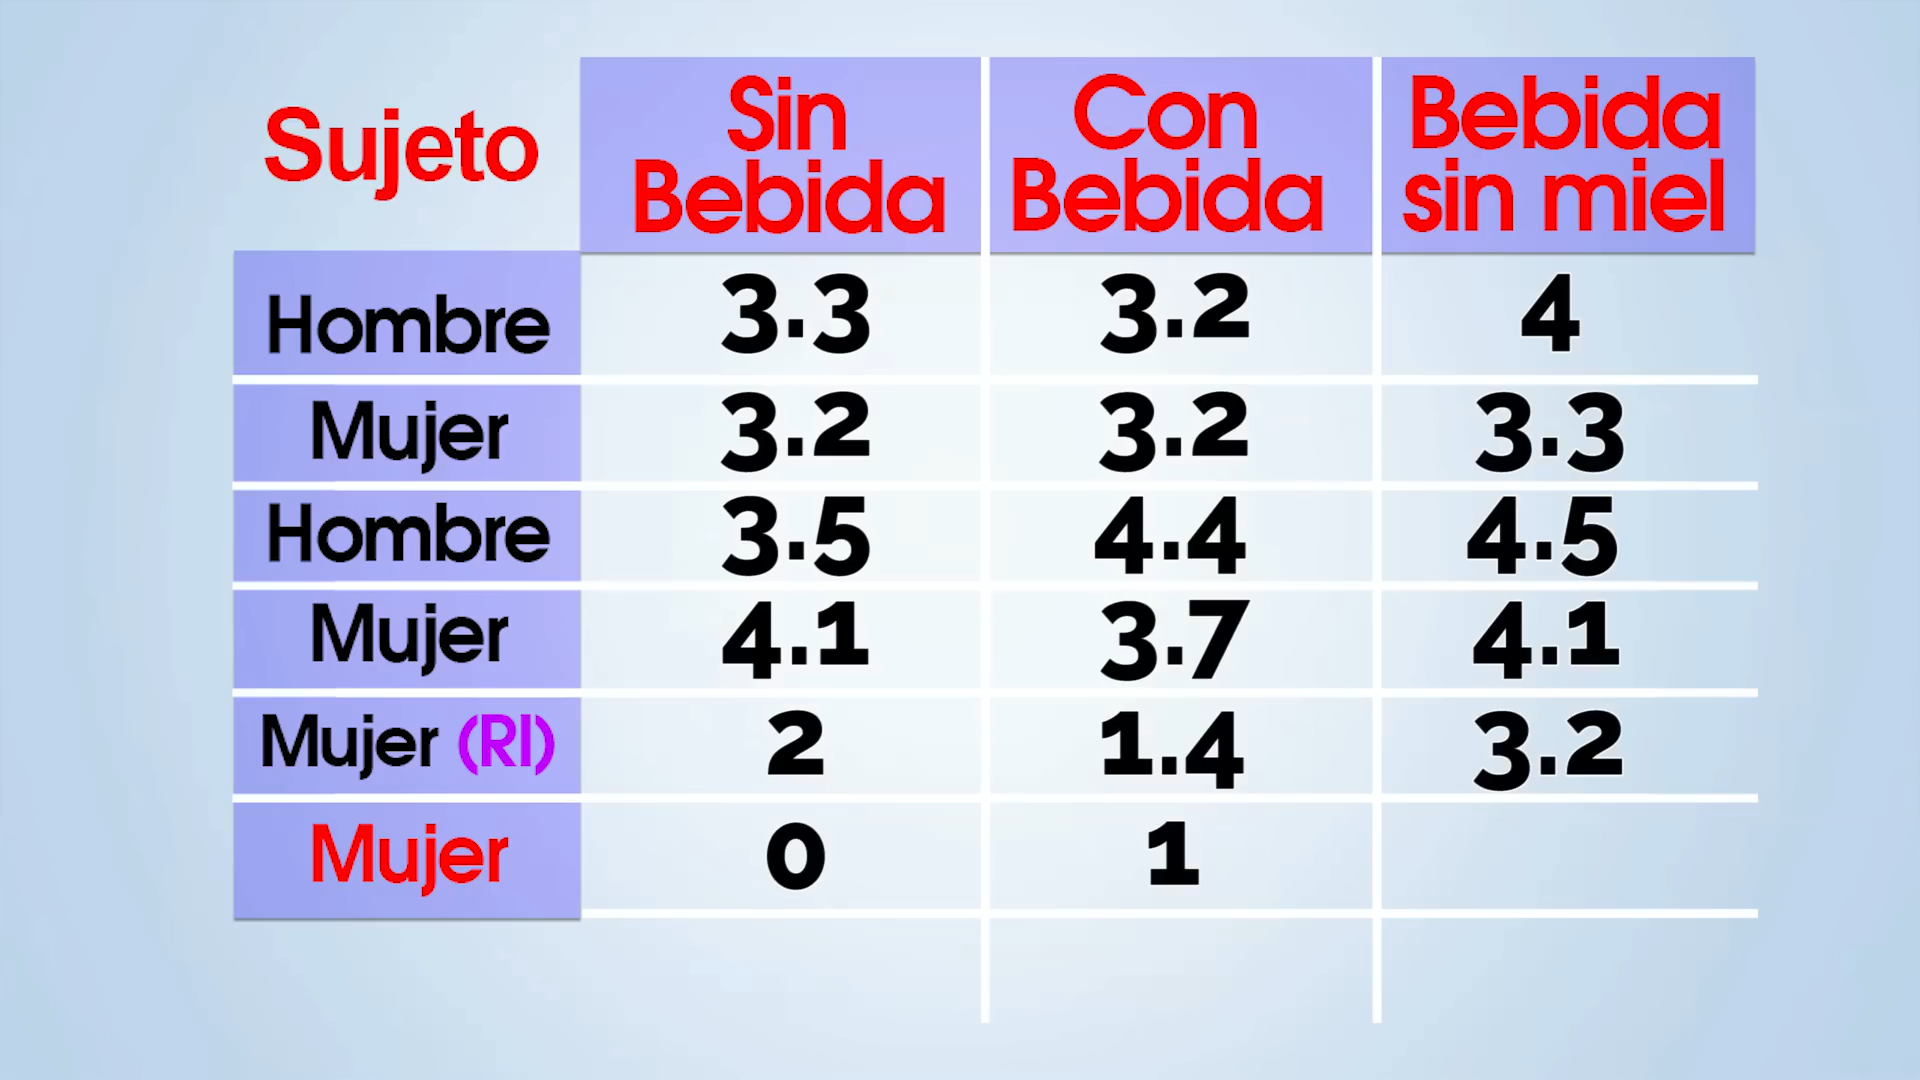 Sujeto Sin Bebida Con Bebida Bebida sin miel
Hombre 3.3 3.2 4
Mujer 3.2 3.2 3.3
Hombre 3.5 4.4 4.5
Mujer 4.1 3.7 4.1
Mujer (RI) 2 1.4 3.2
Mujer 0 1